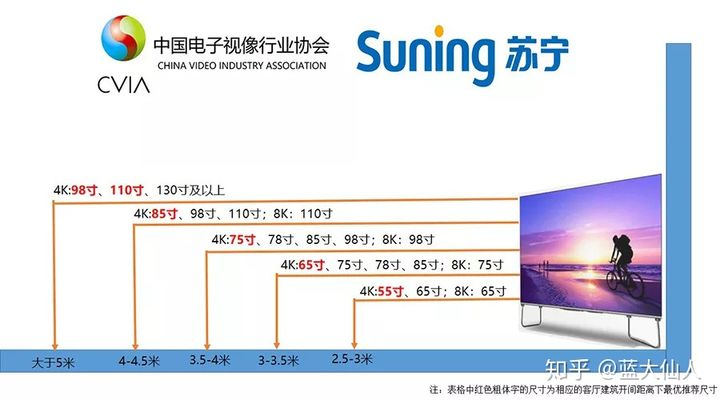 中国电子视像行业协会
CHINA VIDEO INDUSTRY ASSOCIATION
CVIA
Suning 苏宁
4K:98寸、110寸、130寸及以上
4K:85寸、98寸、110寸；8K：110寸
4K:75寸、78寸、85寸、98寸；8K：98寸
4K:65寸、75寸、78寸、85寸；8K：75寸
4K:55寸、65寸；8K：65寸
大于5米 4-4.5米 3.5-4米 3-3.5米 2.5-3米
知乎 @蓝大仙人
注：表格中红色粗体字的尺寸为相应的客厅建筑开间距离下最优推荐尺寸